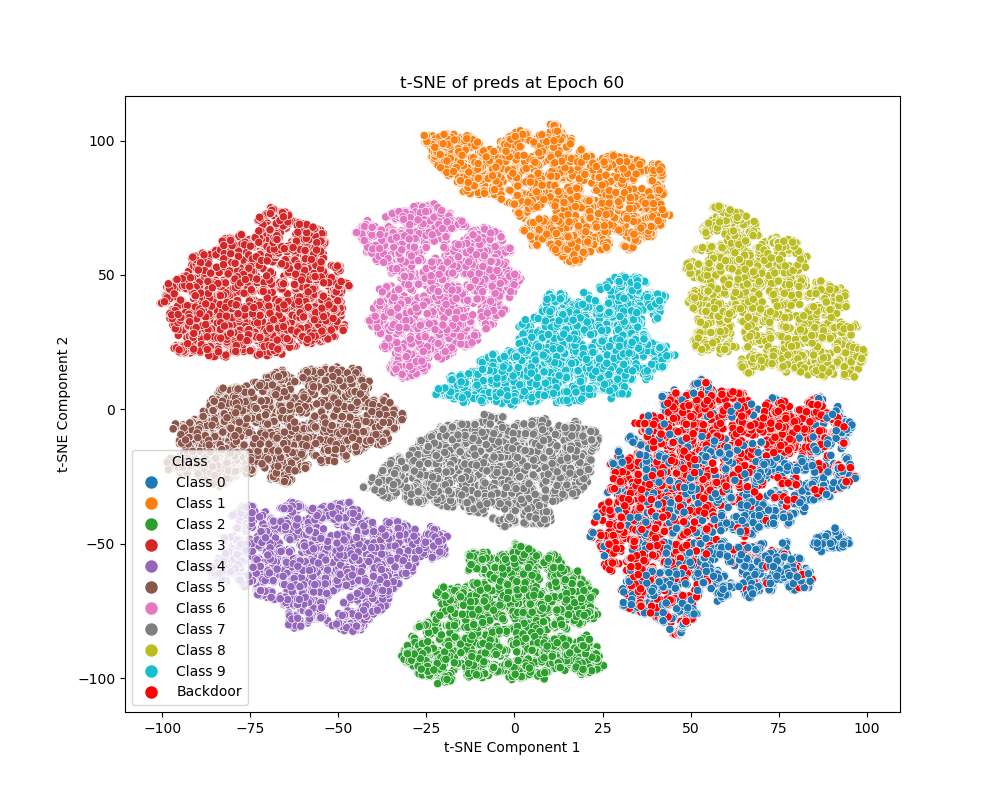 t-SNE of preds at Epoch 60
t-SNE Component 2
100
50
0
−50
−100
Class
Class 0
Class 1
Class 2
Class 3
Class 4
Class 5
Class 6
Class 7
Class 8
Class 9
Backdoor
−100 −75 −50 −25 0 25 50 75 100
t-SNE Component 1